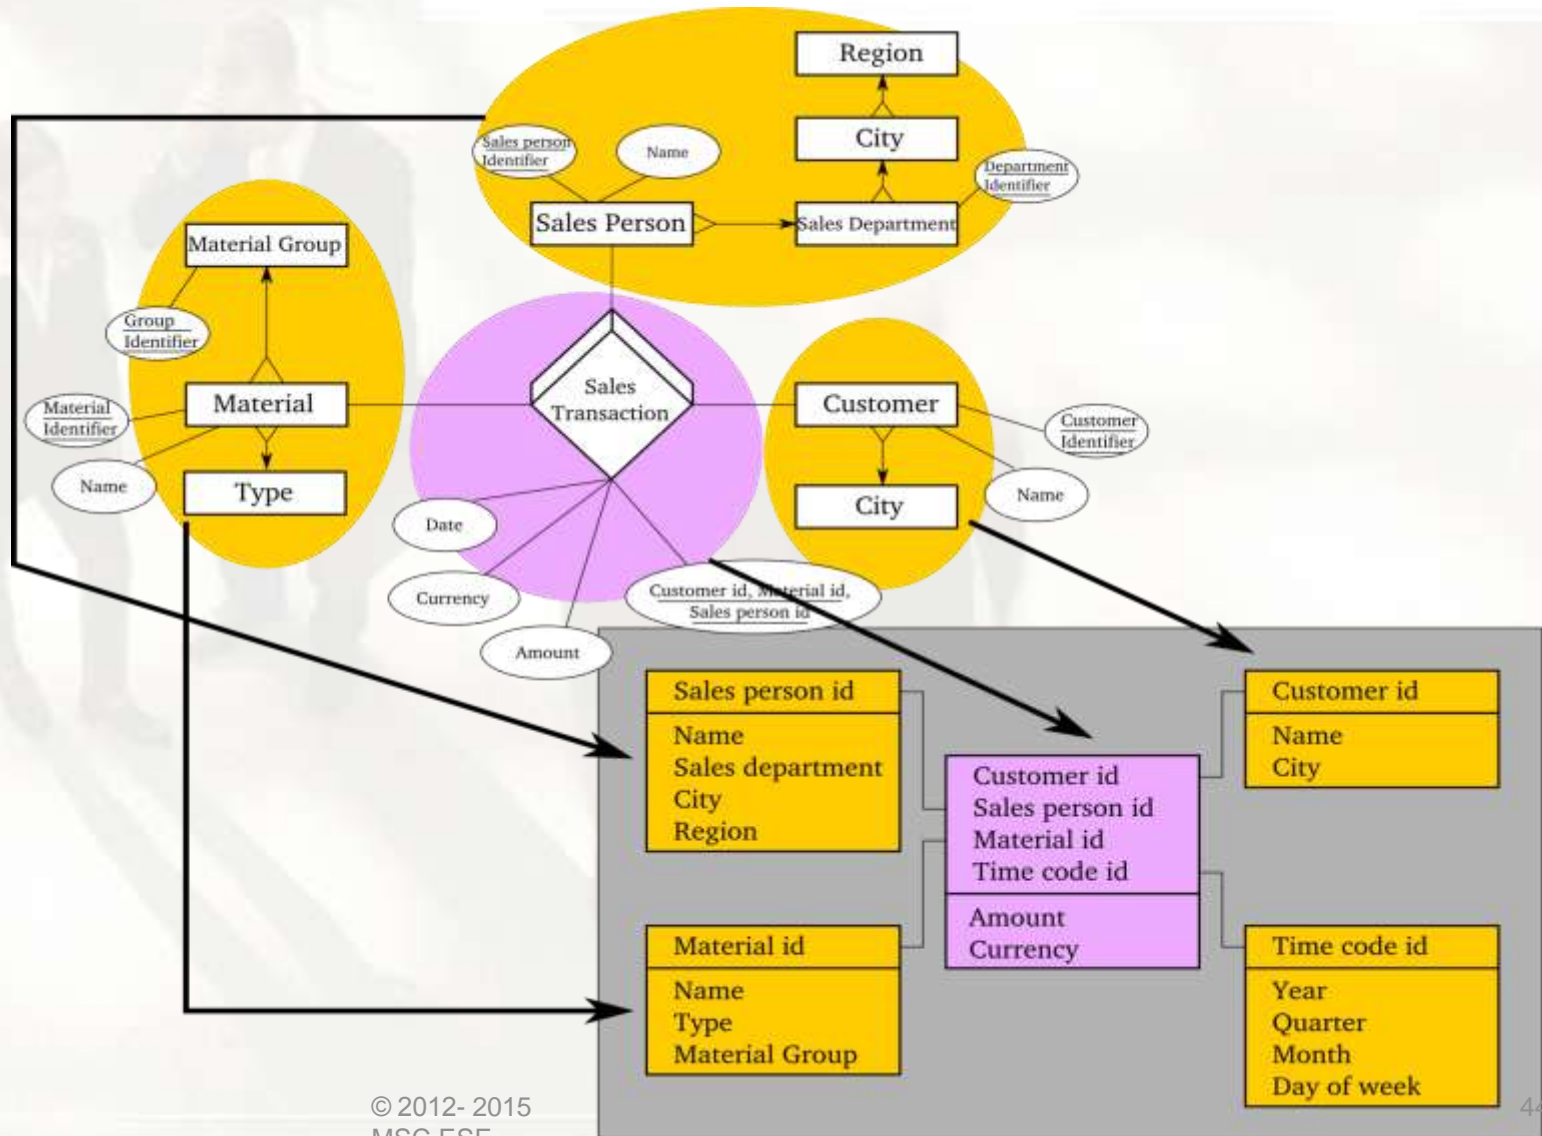 Region
City
Sales person
Identifier
Name
Department
Identifier
Sales Person
Sales Department
Material Group
Group
Identifier
Material
Identifier
Material
Name
Type
Sales
Transaction
Customer
Customer
Identifier
City
Name
Date
Currency
Amount
Customer id, Material id,
Sales person id
Sales person id
Name
Sales department
City
Region
Customer id
Name
City
Customer id
Sales person id
Material id
Time code id
Amount
Currency
Material id
Name
Type
Material Group
Time code id
Year
Quarter
Month
Day of week
© 2012- 2015
MSC ESE
44